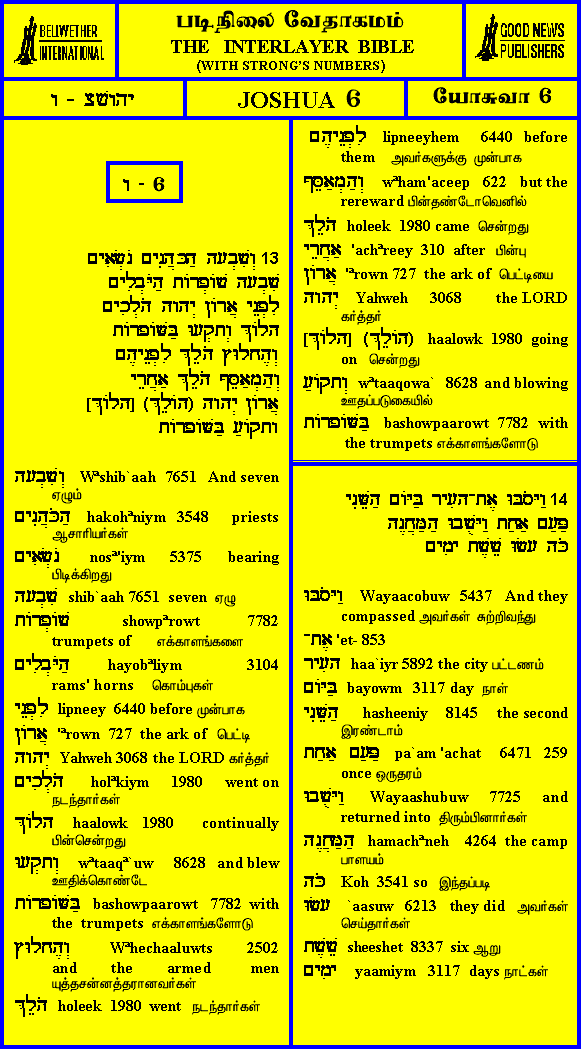 BELLWETHER
INTERNATIONAL
படிநிலை வேதாகமம்
THE INTERLAYER BIBLE
(WITH STRONG'S NUMBERS)
GOOD NEWS
PUBLISHERS
יהושצ - ו
JOSHUA 6
யோசுவா 6
ו - 6
13 וְשִׁבְעָה הַכֹּהֲנִים נֹשְׂאִים
שִׁבְעָה שׁוֹפְרוֹת הַיֹּבְלִים
לִפְנֵי אֲרוֹן יְהוָה הֹלְכִים
הָלוֹךְ וְתָקְעוּ בַּשּׁוֹפָרוֹת
וְהֶחָלוּץ הֹלֵךְ לִפְנֵיהֶם
וְהַמְאַסֵּף הֹלֵךְ אַחֲרֵי
אֲרוֹן יְהוָה (הוֹלֵךְ) [הָלוֹךְ]
וְתָקוֹעַ בַּשּׁוֹפָרוֹת
וְשִׁבְעָה Wªshib`aah 7651 And seven
ஏழும்
הַכֹּהֲנִים hakohªniym 3548 priests
ஆசாரியர்கள்
נֹשְׂאִים nosª'iym 5375 bearing
பிடிக்கிறது
שִׁבְעָה shib`aah 7651 seven ஏழு
שׁוֹפְרוֹת showpªrowt 7782
trumpets of எக்காளங்களை
הַיֹּבְלִים hayobªliym 3104
rams' horns கொம்புகள்
לִפְנֵי lipneey 6440 before முன்பாக
אֲרוֹן 'ªrown 727 the ark of பெட்டி
יְהוָה Yahweh 3068 the LORD கர்த்தர்
הֹלְכִים holªkiym 1980 went on
நடந்தார்கள்
הָלוֹךְ haalowk 1980 continually
பின்சென்றது
וְתָקְעוּ wªtaaqª`uw 8628 and blew
ஊதிக்கொண்டே
בַּשּׁוֹפָרוֹת bashowpaarowt 7782 with
the trumpets எக்காளங்களோடு
וְהֶחָלוּץ Wªhechaaluwts 2502
and the armed men
யுத்தசன்னத்தரானவர்கள்
הֹלֵךְ holeek 1980 went நடந்தார்கள்
לִפְנֵיהֶם lipneeyhem 6440 before
them அவர்களுக்கு முன்பாக
וְהַמְאַסֵּף wªham'aceep 622 but the
rereward பின்தண்டோவெனில்
הֹלֵךְ holeek 1980 came சென்றது
אַחֲרֵי 'achªreey 310 after பின்பு
אֲרוֹן 'ªrown 727 the ark of பெட்டியை
יְהוָה Yahweh 3068 the LORD
கர்த்தர்
(הוֹלֵךְ) [הָלוֹךְ] haalowk 1980 going
on சென்றது
וְתָקוֹעַ wªtaaqowa` 8628 and blowing
ஊதப்படுகையில்
בַּשּׁוֹפָרוֹת bashowpaarowt 7782 with
the trumpets எக்காளங்களோடு
14 וַיָּסֹבּוּ אֶת־הָעִיר בַּיּוֹם הַשֵּׁנִי
פַּעַם אַחַת וַיָּשֻׁבוּ הַמַּחֲנֶה
כֹּה עָשׂוּ שֵׁשֶׁת יָמִים
וַיָּסֹבּוּ Wayaacobuw 5437 And they
compassed அவர்கள் சுற்றிவந்து
אֶת־ 'et- 853
הָעִיר haa`iyr 5892 the city பட்டணம்
בַּיּוֹם bayowm 3117 day நாள்
הַשֵּׁנִי hasheeniy 8145 the second
இரண்டாம்
פַּעַם אַחַת pa`am 'achat 6471 259
once ஒருதரம்
וַיָּשֻׁבוּ Wayaashubuw 7725 and
returned into திரும்பினார்கள்
הַמַּחֲנֶה hamachªneh 4264 the camp
பாளயம்
כֹּה Koh 3541 so இந்தப்படி
עָשׂוּ `aasuw 6213 they did அவர்கள்
செய்தார்கள்
שֵׁשֶׁת sheeshet 8337 six ஆறு
יָמִים yaamiym 3117 days நாட்கள்